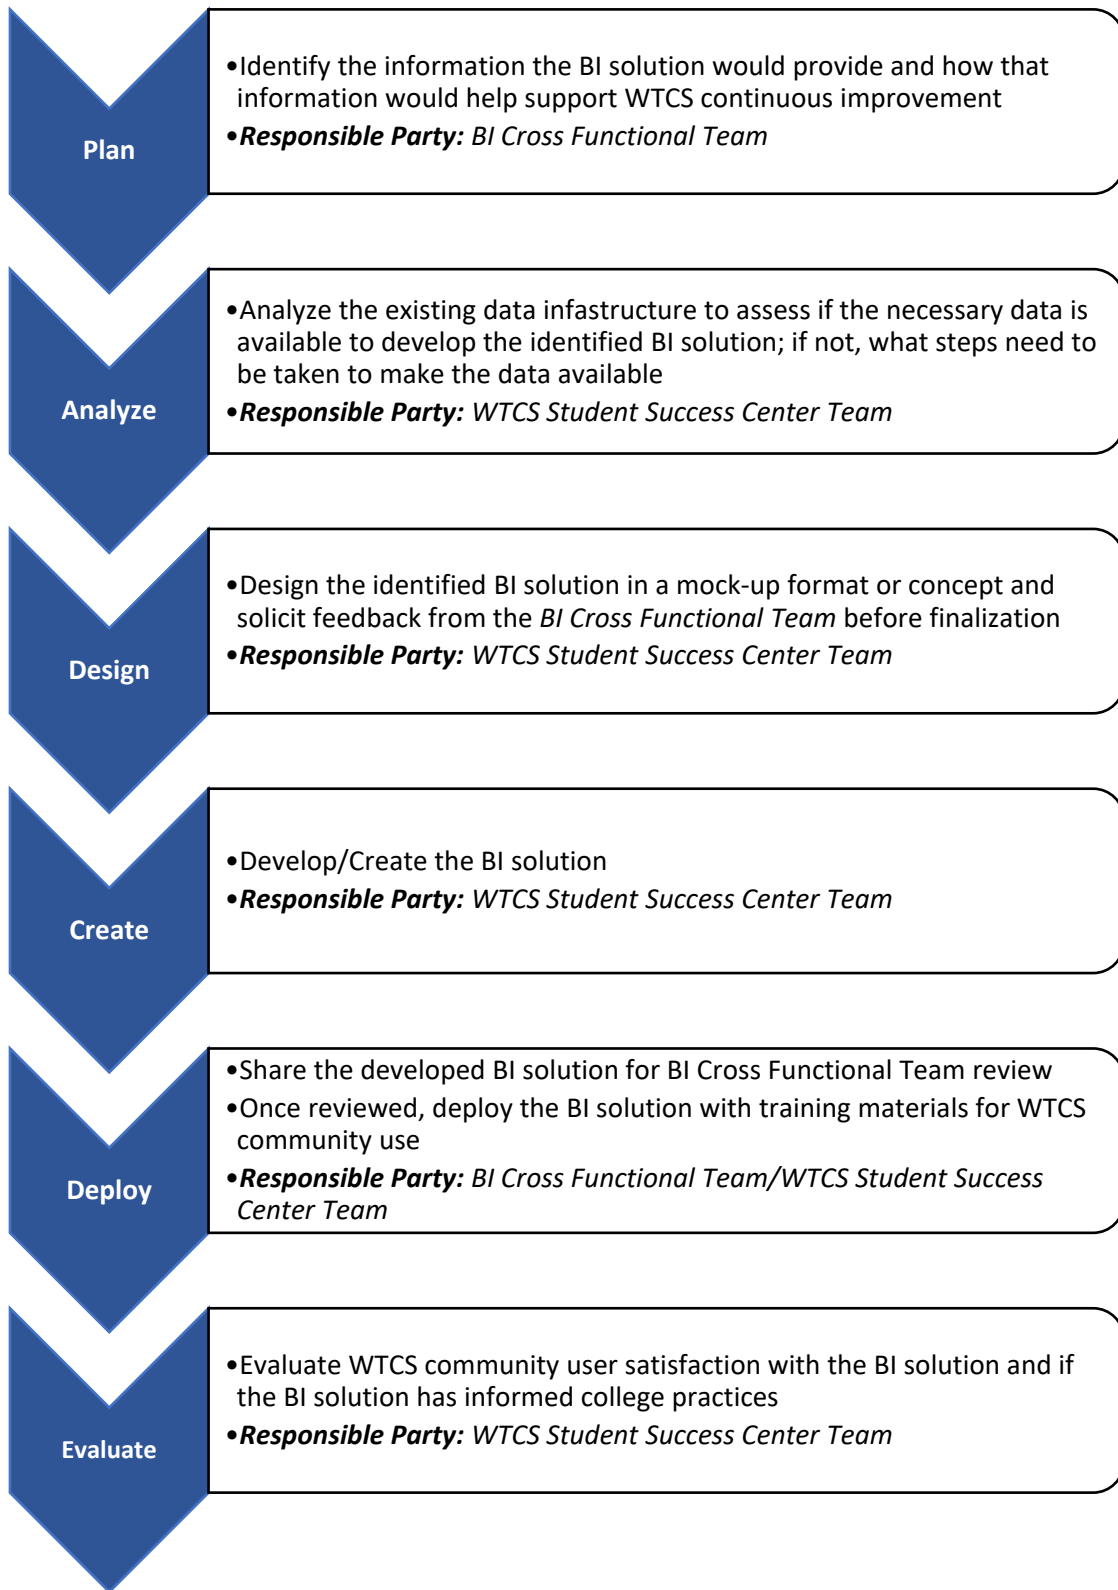 Plan
•Identify the information the BI solution would provide and how that
information would help support WTCS continuous improvement
•Responsible Party: BI Cross Functional Team
Analyze
•Analyze the existing data infastructure to assess if the necessary data is
available to develop the identified BI solution; if not, what steps need to
be taken to make the data available
•Responsible Party: WTCS Student Success Center Team
Design
•Design the identified BI solution in a mock-up format or concept and
solicit feedback from the BI Cross Functional Team before finalization
•Responsible Party: WTCS Student Success Center Team
Create
•Develop/Create the BI solution
•Responsible Party: WTCS Student Success Center Team
Deploy
•Share the developed BI solution for BI Cross Functional Team review
•Once reviewed, deploy the BI solution with training materials for WTCS
community use
•Responsible Party: BI Cross Functional Team/WTCS Student Success
Center Team
Evaluate
•Evaluate WTCS community user satisfaction with the BI solution and if
the BI solution has informed college practices
•Responsible Party: WTCS Student Success Center Team